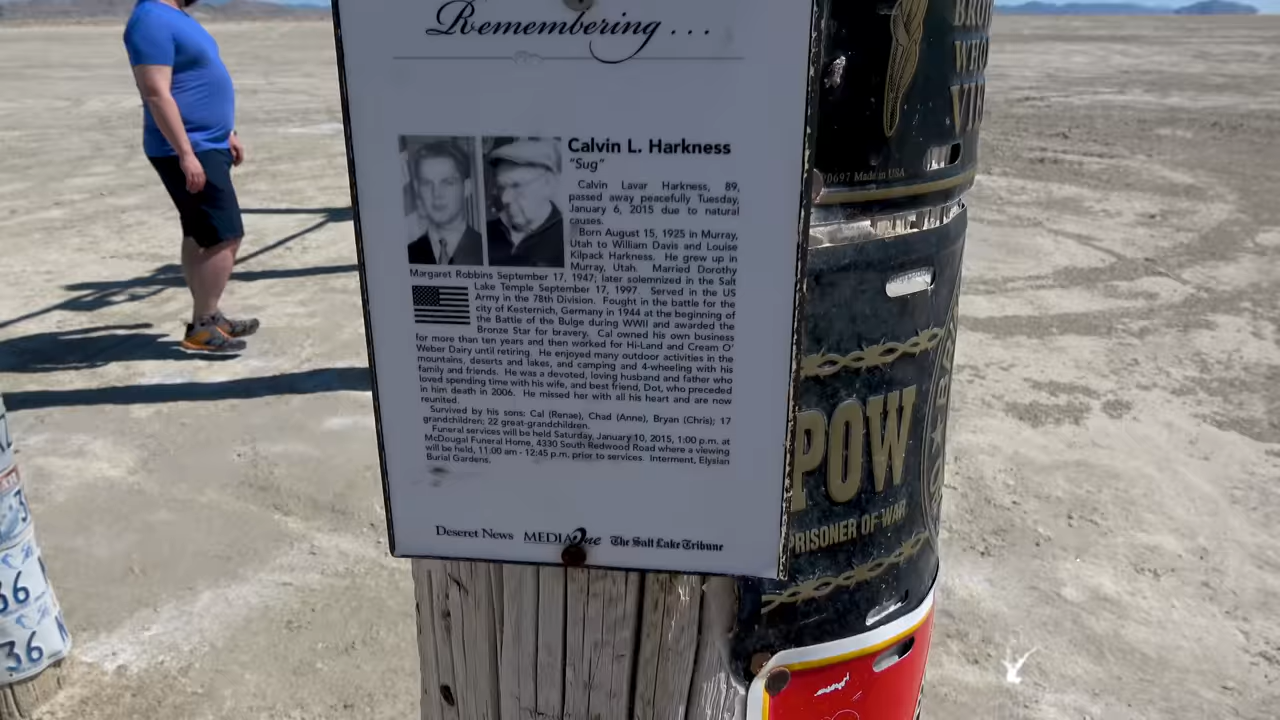 Remembering . . .
Calvin L. Harkness
“Sug”
Calvin Lavar Harkness, 89,
passed away peacefully Tuesday,
January 6, 2015 due to natural
causes.
Born August 15, 1925 in Murray,
Utah to William Davis and Louise
Kilpack Harkness. He grew up in
Murray, Utah. Married Dorothy
Margaret Robbins September 17, 1947; later solemnized in the Salt
Lake Temple September 17, 1997. Served in the US
Army in the 78th Division. Fought in the battle for the
city of Kesternich, Germany in 1944 at the beginning of
the Battle of the Bulge during WWII and awarded the
Bronze Star for bravery. Cal owned his own business
for more than ten years and then worked for Hi-Land and Cream O'
Weber Dairy until retiring. He enjoyed many outdoor activities in the
mountains, deserts and lakes, and camping and 4-wheeling with his
family and friends. He was a devoted, loving husband and father who
loved spending time with his wife, and best friend, Dot, who preceded
in him death in 2006. He missed her with all his heart and are now
reunited.
Survived by his sons: Cal (Renae), Chad (Anne), Bryan (Chris); 17
grandchildren; 22 great-grandchildren.
Funeral services will be held Saturday, January 10, 2015, 1:00 p.m. at
McDougal Funeral Home, 4330 South Redwood Road where a viewing
will be held, 11:00 am - 12:45 p.m. prior to services. Interment, Elysian
Burial Gardens.
Deseret News MEDIAOne The Salt Lake Tribune
WHO
0697 Made in USA
POW
PRISONER OF WAR
66
36